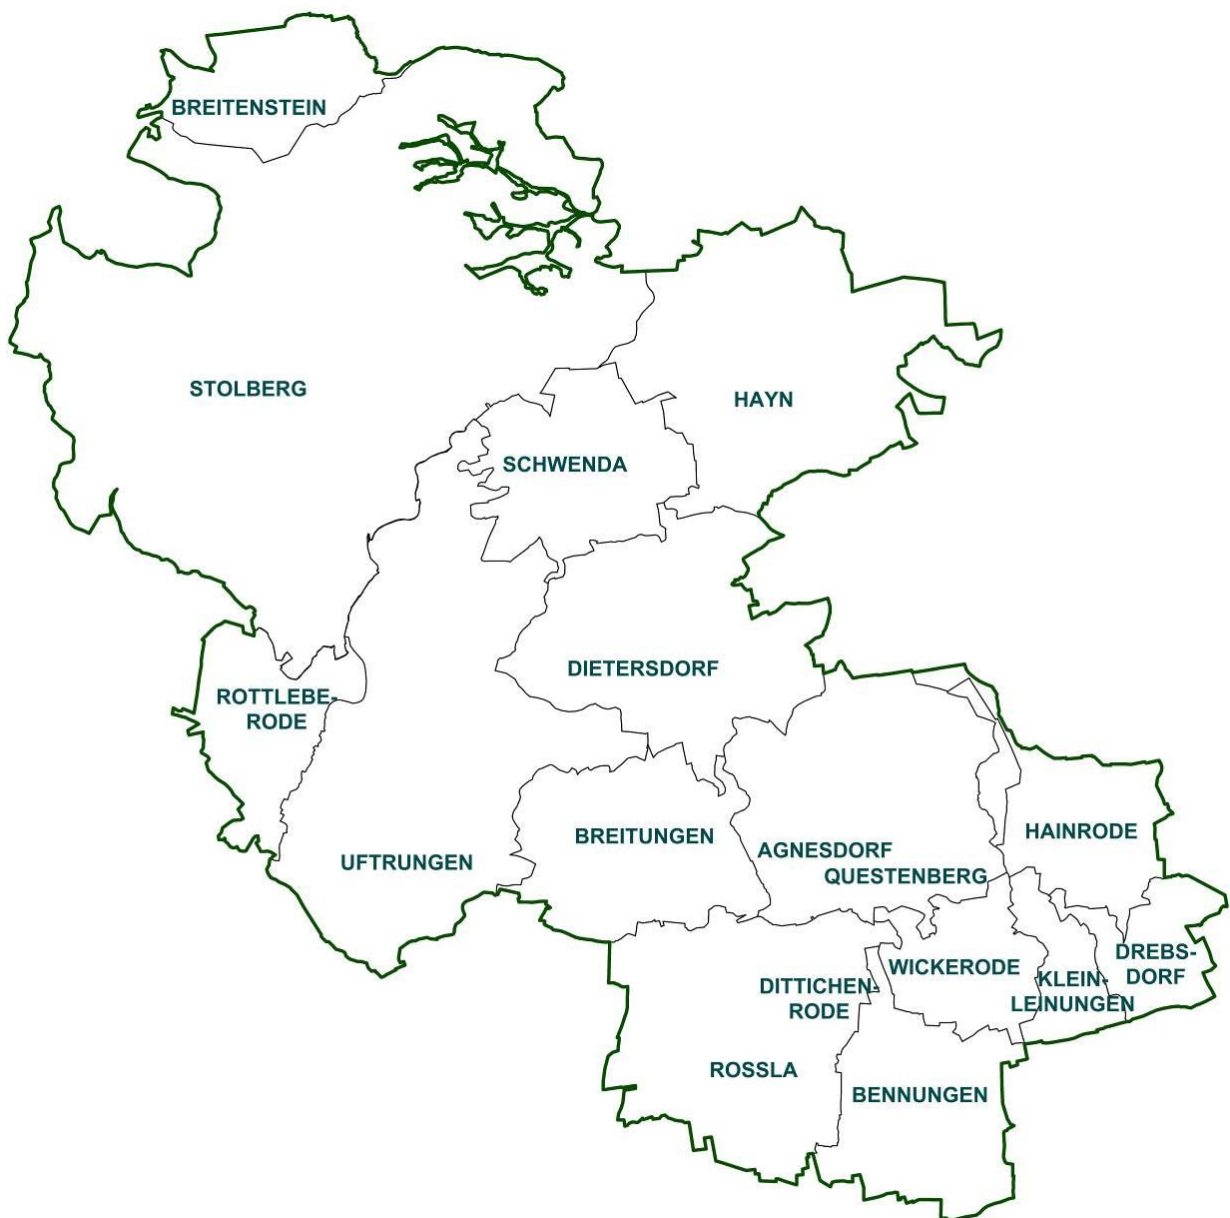 BREITENSTEIN
STOLBERG
HAYN
SCHWENDA
DIETERSDORF
ROTTLEBE-
RODE
BREITUNGEN
HAINRODE
AGNESDORF
UFTRUNGEN
QUESTENBERG
DREBS-
DORF
WICKERODE
KLEIN-
LEINUNGEN
DITTICHEN-
RODE
ROSSLA
BENNUNGEN